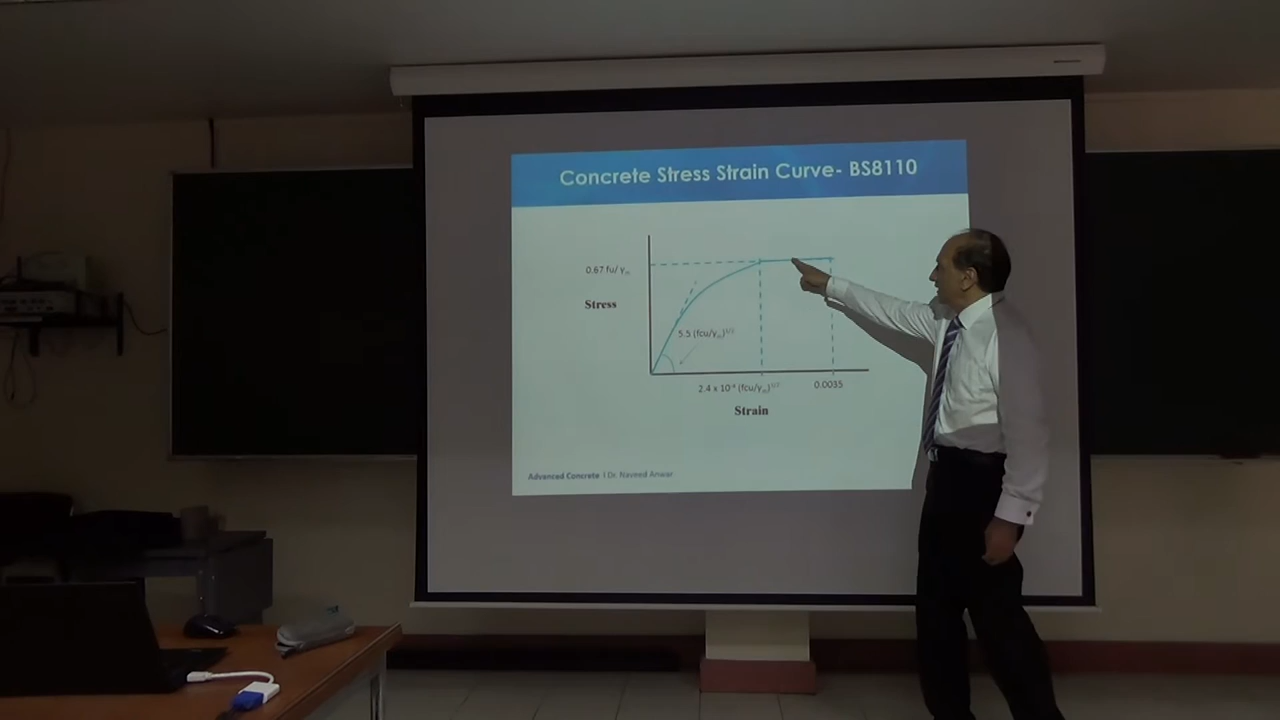 Concrete Stress Strain Curve- BS8110
0.67 fu/ γm
Stress
5.5 (fcu/γm)1/2
2.4 x 10-4 (fcu/γm)1/2
0.0035
Strain
Advanced Concrete I Dr. Naveed Anwar